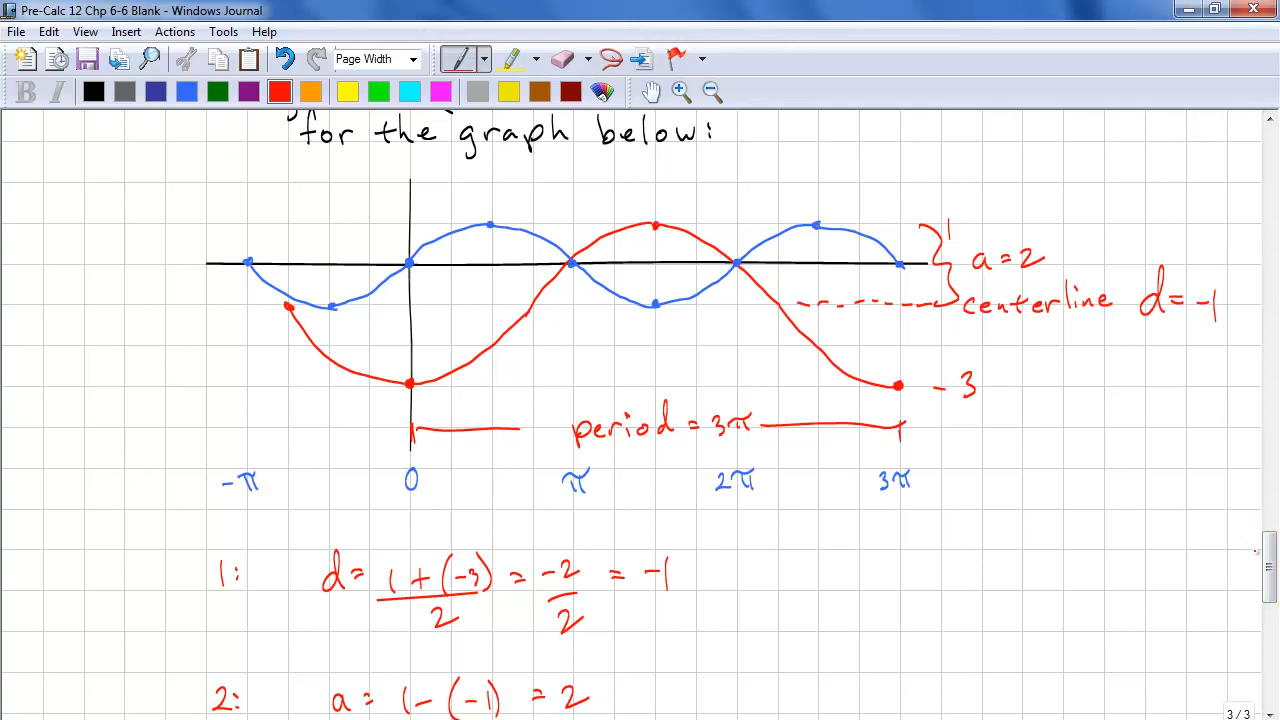 Pre-Calc 12 Chp 6-6 Blank - Windows Journal
File Edit View Insert Actions Tools Help
Page Width
B I
for the graph below:
1
a = 2
centerline d = -1
-3
period = 3π
-π 0 π 2π 3π
1: d = 1 + (-3) / 2 = -2 / 2 = -1
2: a = 1 - (-1) = 2
3/3